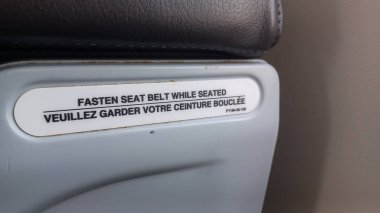 FASTEN SEAT BELT WHILE SEATED
VEUILLEZ GARDER VOTRE CEINTURE BOUCLÉE